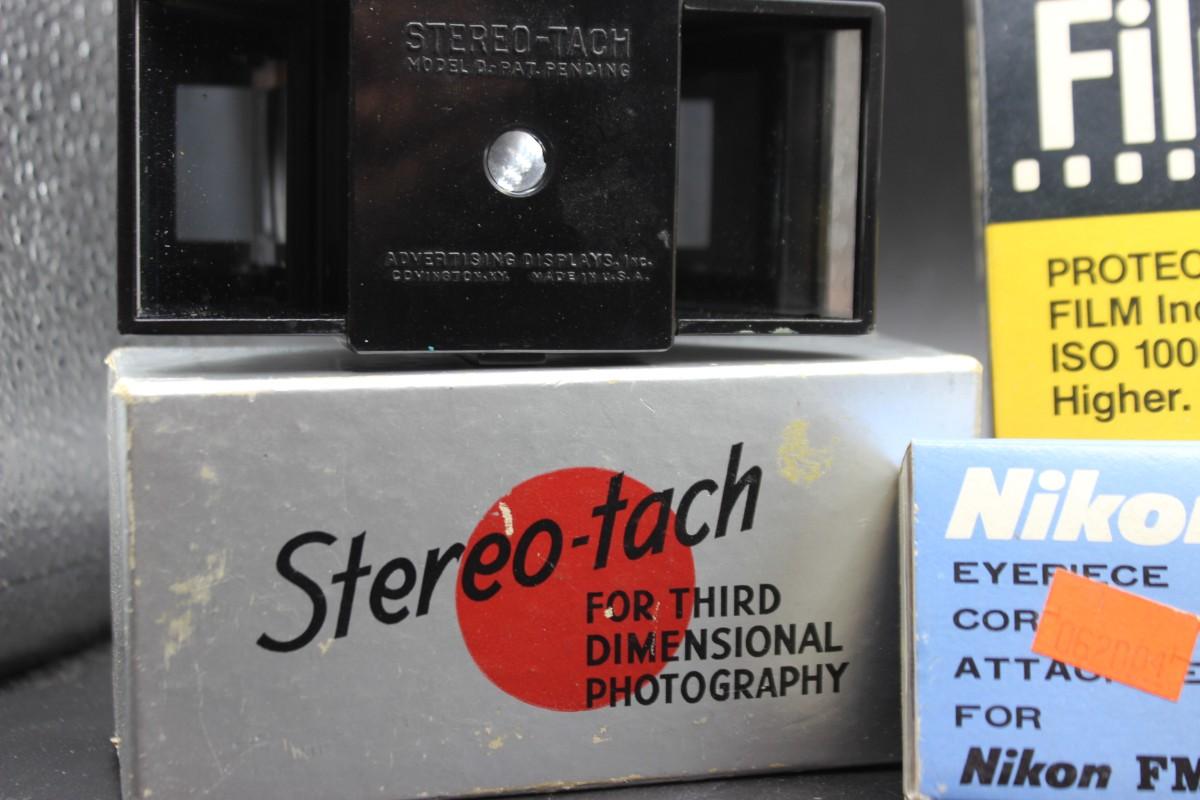 STEREO-TACH
MODEL D- PAT. PENDING
ADVERTISING DISPLAYS, INC.
COVINGTON, KY. MADE IN U.S.A.
Stereo-tach
FOR THIRD
DIMENSIONAL
PHOTOGRAPHY
Fil
PROTEC
FILM Inc
ISO 100
Higher.
Nikon
EYEPIECE
COR
ATTAC
FOR
Nikon FM